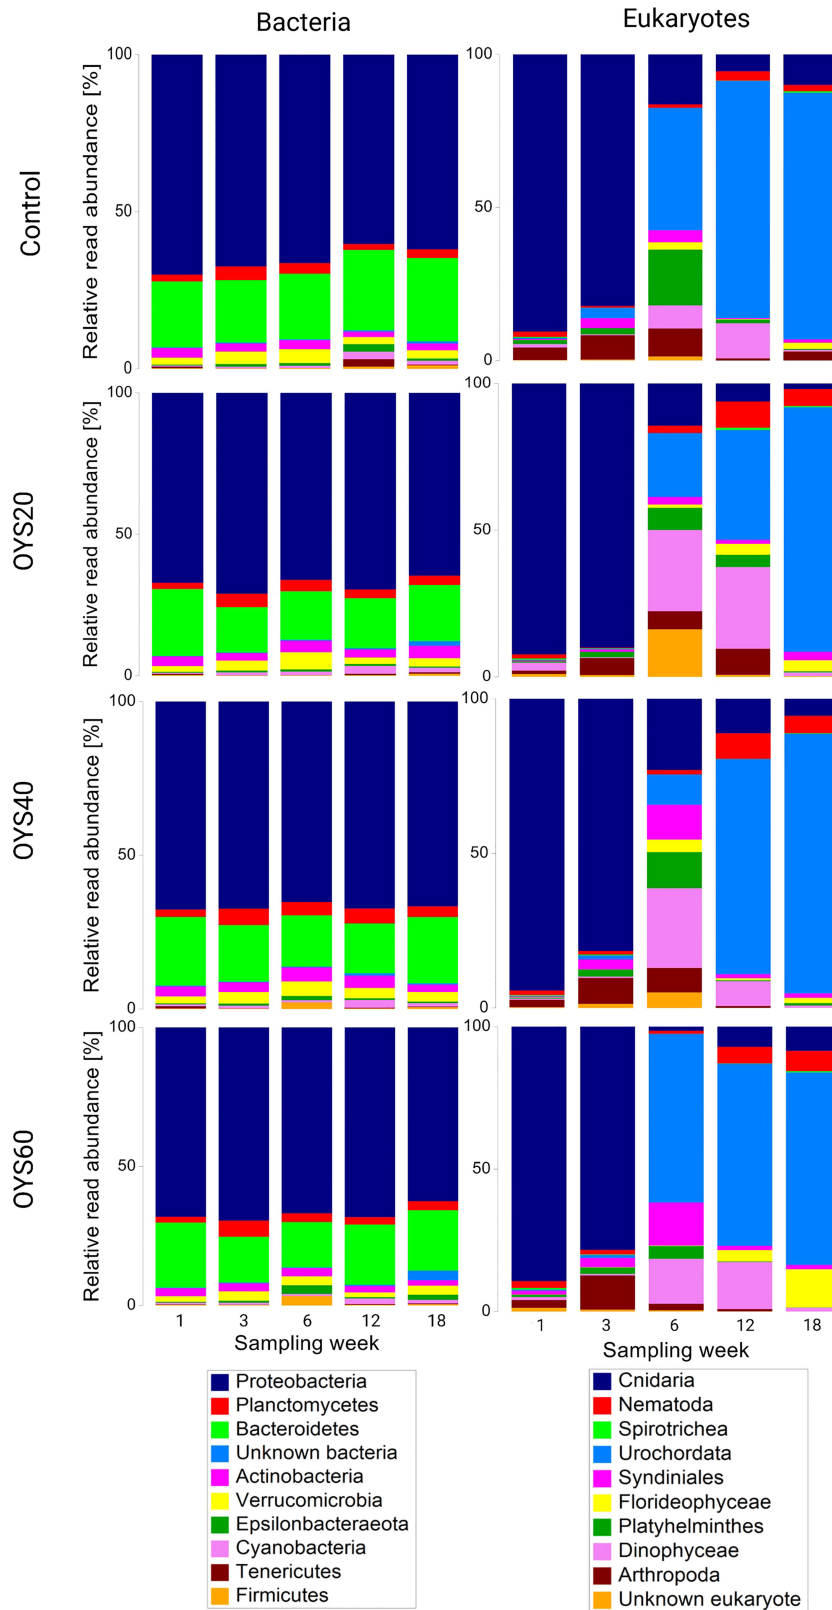 Bacteria
Eukaryotes
Control
Relative read abundance [%]
100
50
0
100
50
0
OYS20
Relative read abundance [%]
100
50
0
100
50
0
OYS40
Relative read abundance [%]
100
50
0
100
50
0
OYS60
Relative read abundance [%]
100
50
0
100
50
0
1 3 6 12 18
Sampling week
1 3 6 12 18
Sampling week
Proteobacteria
Planctomycetes
Bacteroidetes
Unknown bacteria
Actinobacteria
Verrucomicrobia
Epsilonbacteraeota
Cyanobacteria
Tenericutes
Firmicutes
Cnidaria
Nematoda
Spirotrichea
Urochordata
Syndiniales
Florideophyceae
Platyhelminthes
Dinophyceae
Arthropoda
Unknown eukaryote